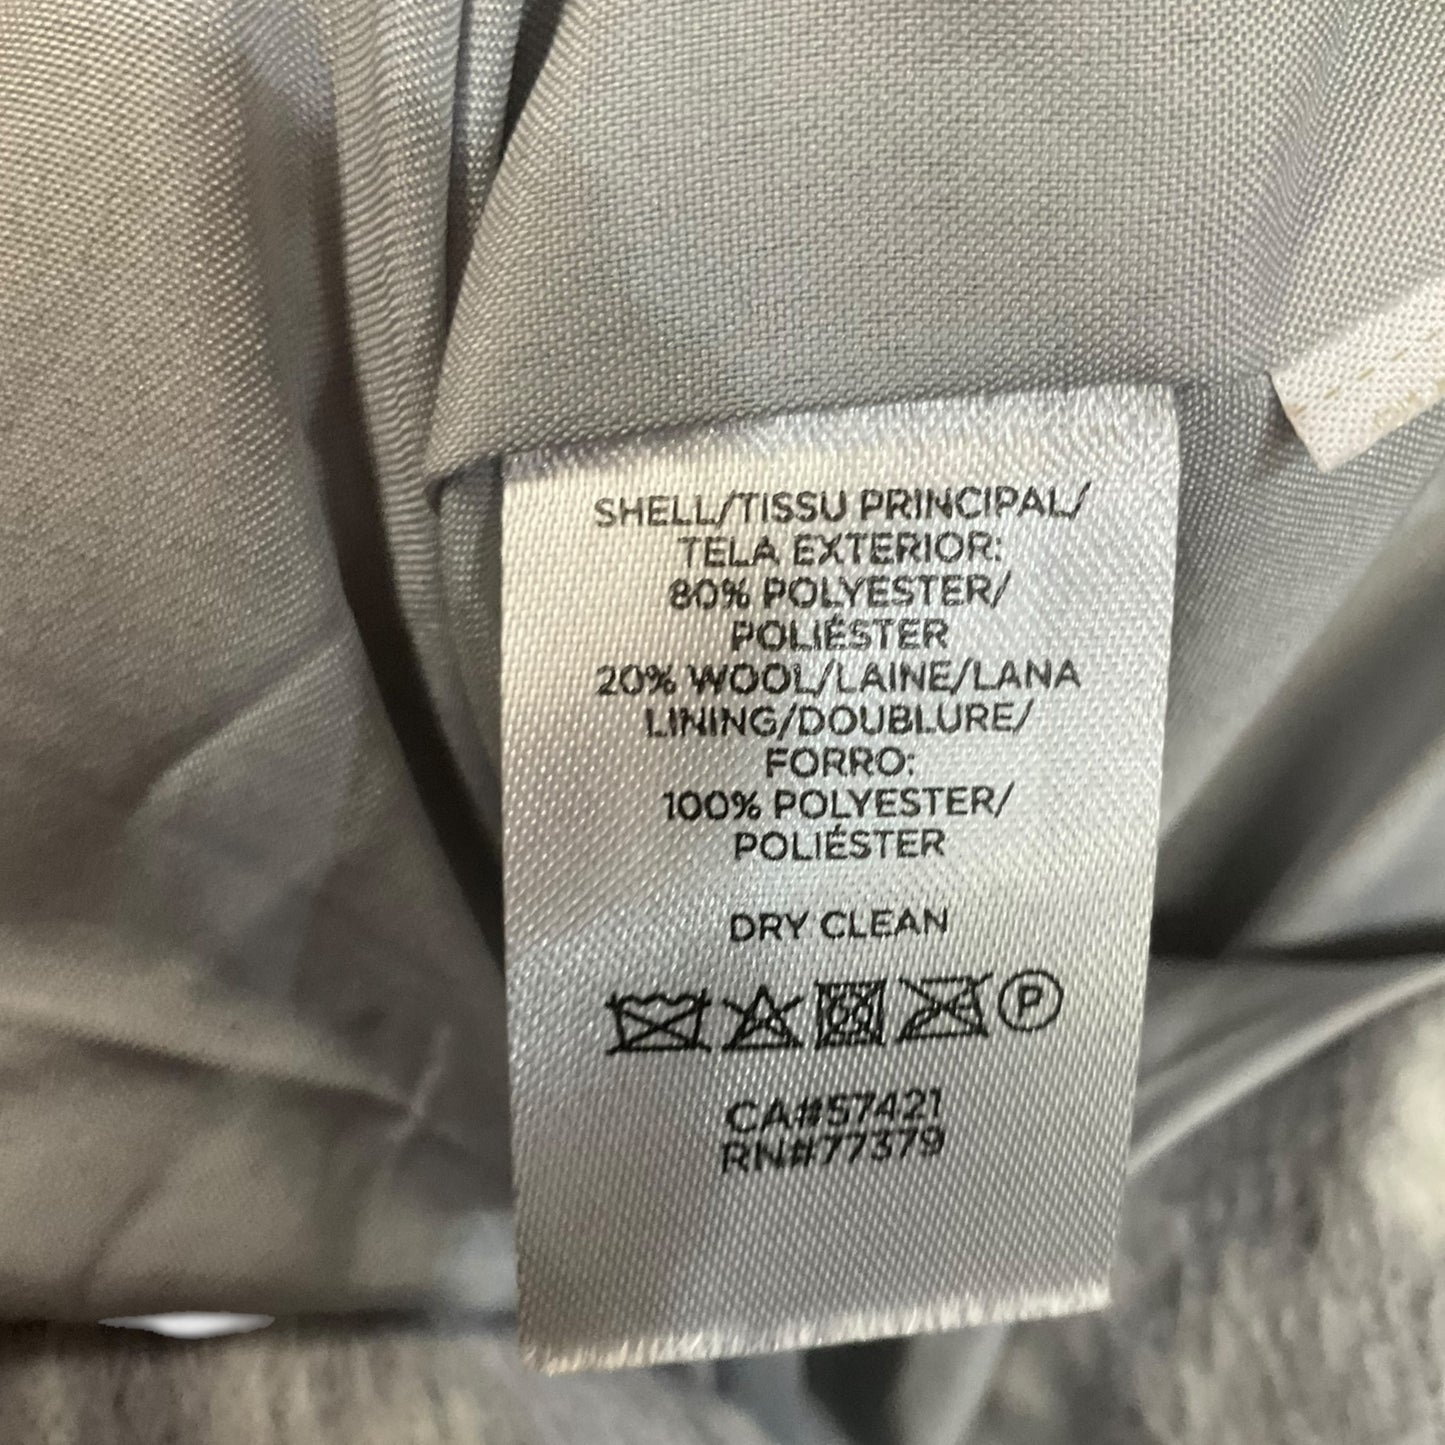 SHELL/TISSU PRINCIPAL/
TELA EXTERIOR:
80% POLYESTER/
POLIÉSTER
20% WOOL/LAINE/LANA
LINING/DOUBLURE/
FORRO:
100% POLYESTER/
POLIÉSTER
DRY CLEAN
P
CA#57421
RN#77379